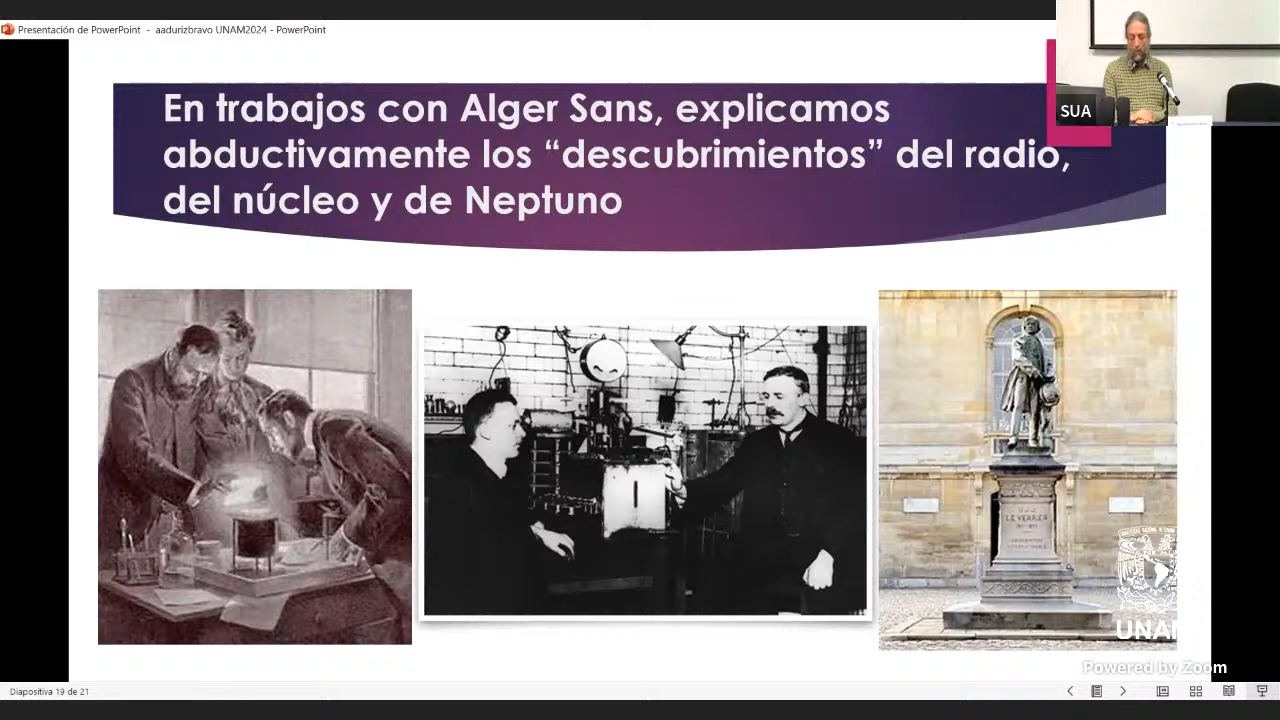 Presentación de PowerPoint - aadurizbravo UNAM2024 - PowerPoint
SUA
En trabajos con Alger Sans, explicamos
abductivamente los “descubrimientos” del radio,
del núcleo y de Neptuno
LE VERRIER
UNAM
Powered by Zoom
Diapositiva 19 de 21